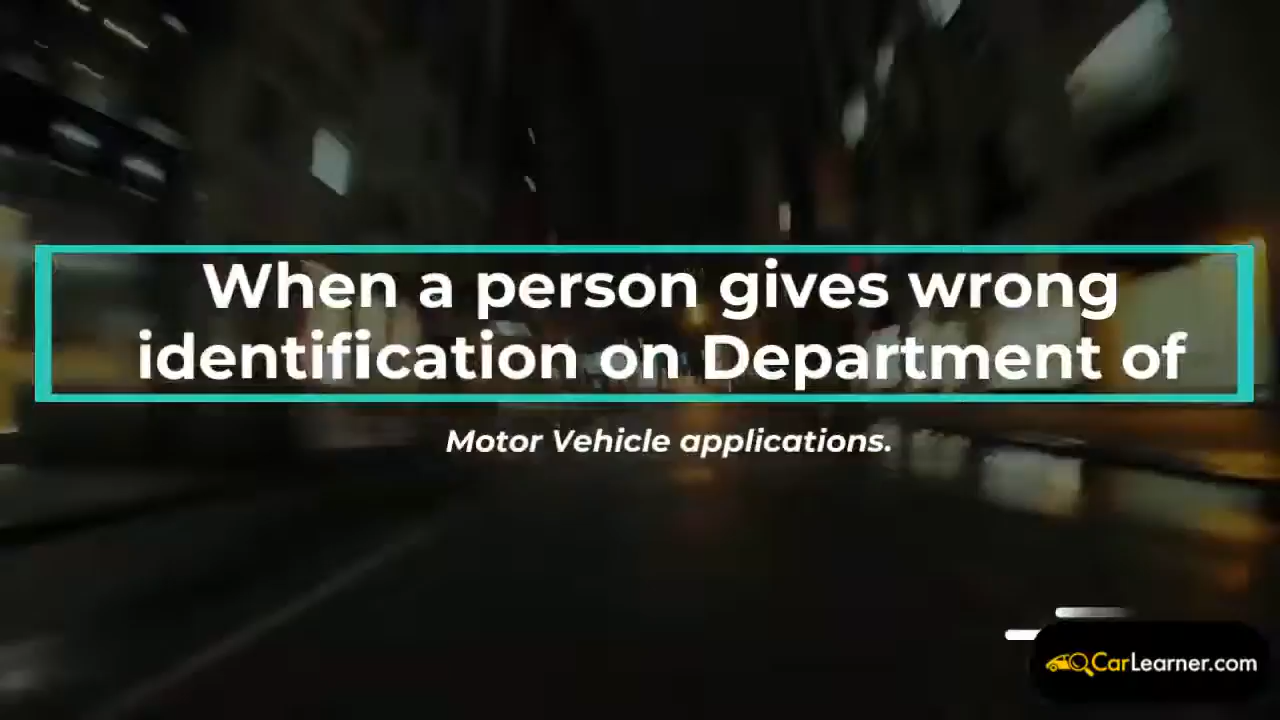 When a person gives wrong
identification on Department of
Motor Vehicle applications.
CarLearner.com